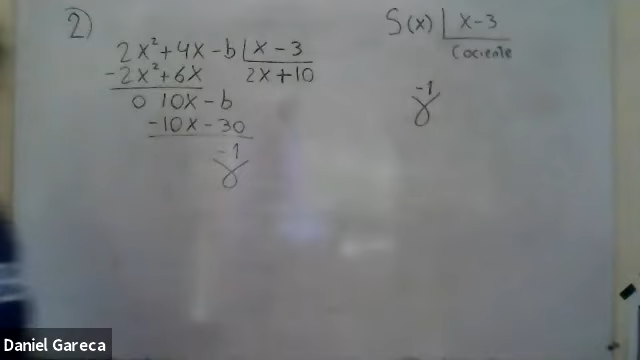 2)
2x²+4x-b | x-3
-2x²+6x 2x+10
0 10x-b
-10x-30
-1
r
S(x) | x-3
Cociente
-1
r
Daniel Gareca